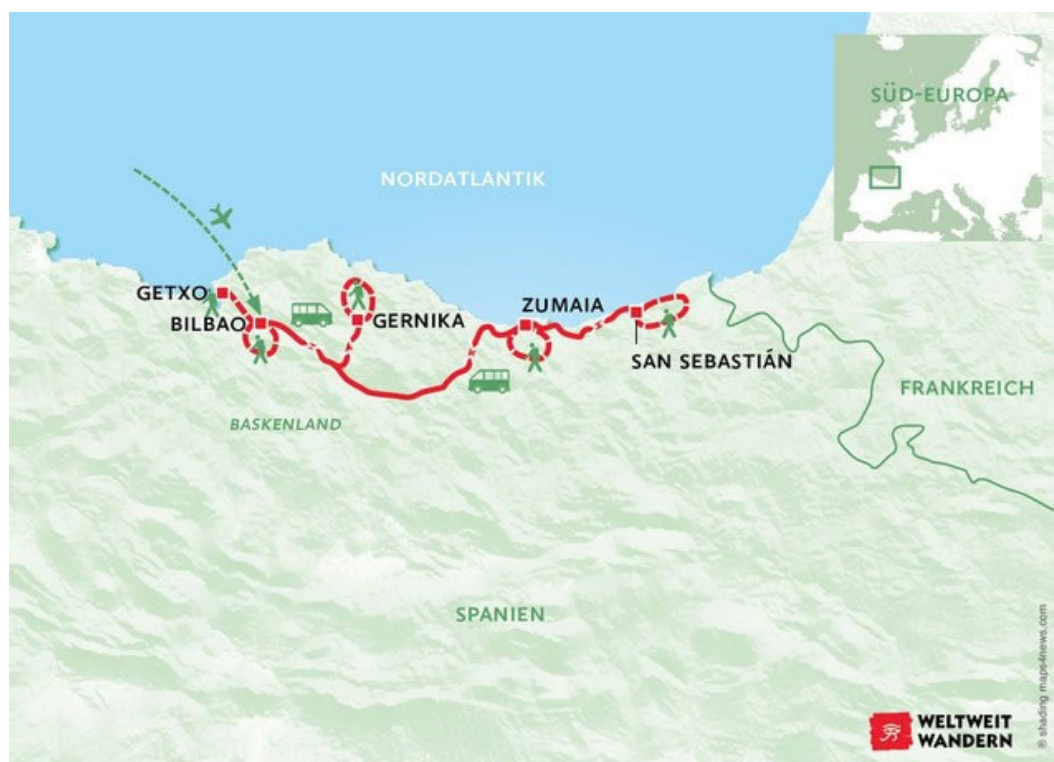 SÜD-EUROPA
NORDATLANTIK
GETXO
BILBAO
GERNIKA
ZUMAIA
SAN SEBASTIÁN
FRANKREICH
BASKENLAND
SPANIEN
WELTWEIT
WANDERN
© shading maps4news.com